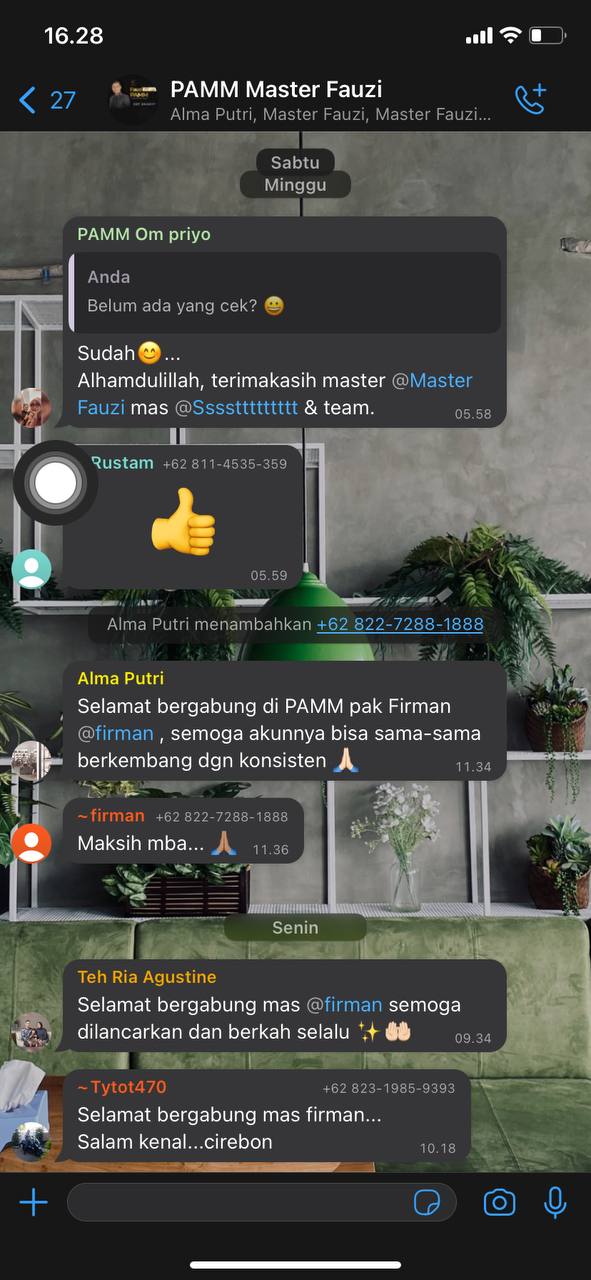 16.28
27
PAMM Master Fauzi
Alma Putri, Master Fauzi, Master Fauzi...
Sabtu
Minggu
PAMM Om priyo
Anda
Belum ada yang cek? 😀
Sudah😊...
Alhamdulillah, terimakasih master @Master
Fauzi mas @Sssstttttttttt & team.
05.58
Rustam +62 811-4535-359
👍
05.59
Alma Putri menambahkan +62 822-7288-1888
Alma Putri
Selamat bergabung di PAMM pak Firman
@firman , semoga akunnya bisa sama-sama
berkembang dgn konsisten 🙏🏻
11.34
~firman +62 822-7288-1888
Maksih mba... 🙏🏽 11.36
Senin
Teh Ria Agustine
Selamat bergabung mas @firman semoga
dilancarkan dan berkah selalu ✨🤲🏻
09.34
~Tytot470 +62 823-1985-9393
Selamat bergabung mas firman...
Salam kenal...cirebon
10.18